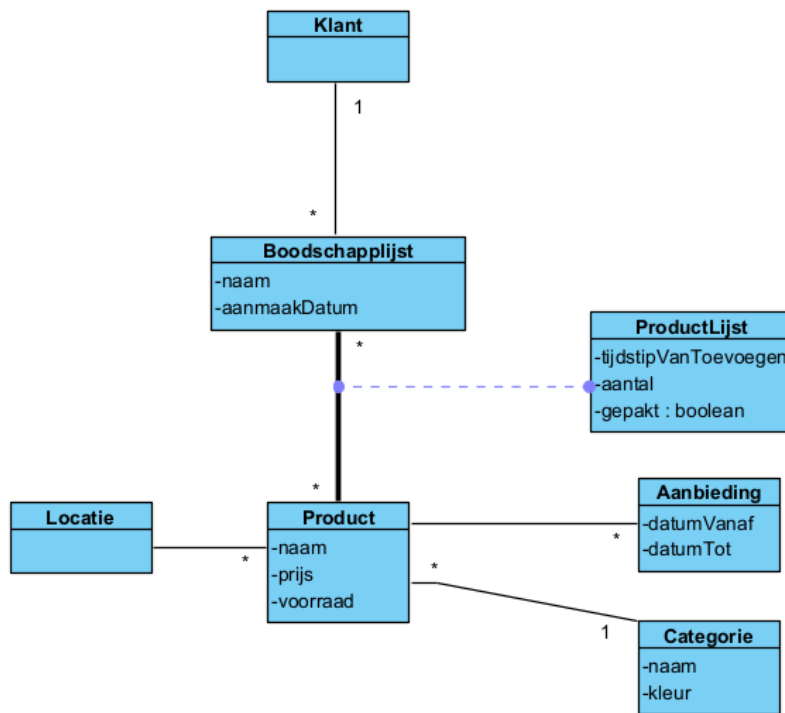 Klant
1
*
Boodschapplijst
-naam
-aanmaakDatum
*
ProductLijst
-tijdstipVanToevoegen
-aantal
-gepakt : boolean
*
Locatie
*
Product
-naam
-prijs
-voorraad
Aanbieding
-datumVanaf
-datumTot
*
*
1
Categorie
-naam
-kleur